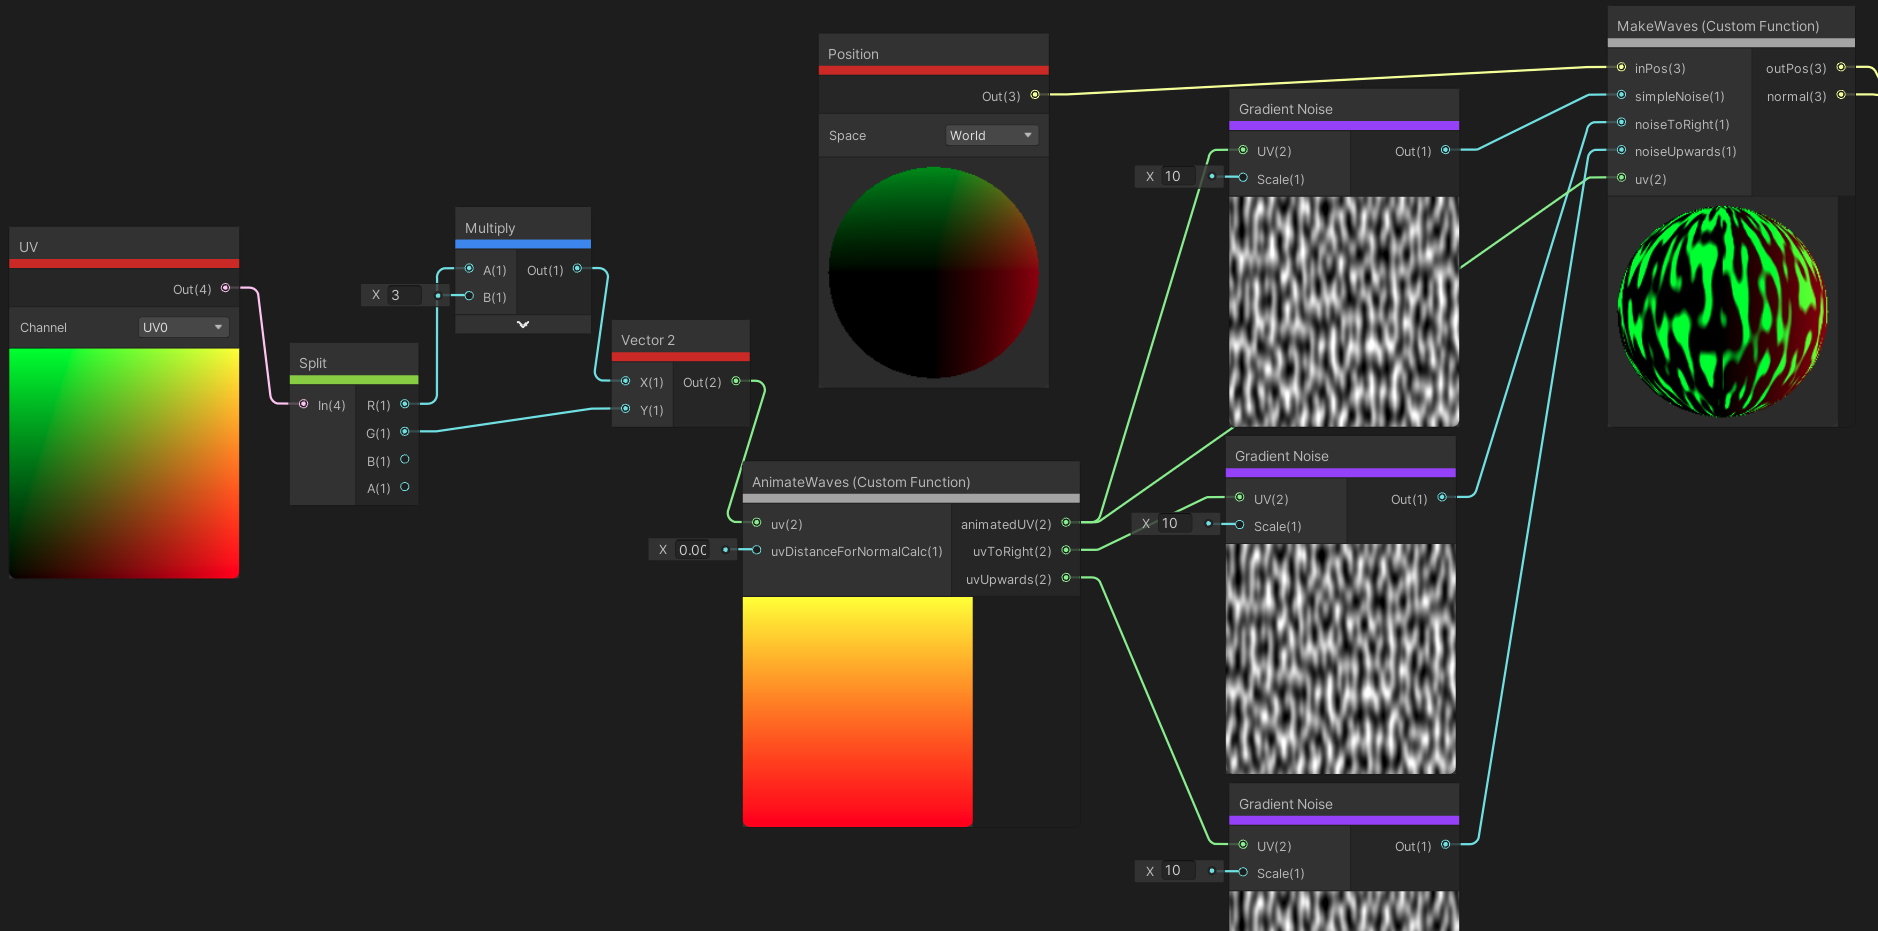 UV
Out(4)
Channel
UV0
Split
In(4)
R(1)
G(1)
B(1)
A(1)
X 3
Multiply
A(1)
B(1)
Out(1)
Vector 2
X(1)
Y(1)
Out(2)
Position
Out(3)
Space
World
X 0.00
AnimateWaves (Custom Function)
uv(2)
uvDistanceForNormalCalc(1)
animatedUV(2)
uvToRight(2)
uvUpwards(2)
X 10
Gradient Noise
UV(2)
Scale(1)
Out(1)
X 10
Gradient Noise
UV(2)
Scale(1)
Out(1)
X 10
Gradient Noise
UV(2)
Scale(1)
Out(1)
MakeWaves (Custom Function)
inPos(3)
simpleNoise(1)
noiseToRight(1)
noiseUpwards(1)
uv(2)
outPos(3)
normal(3)